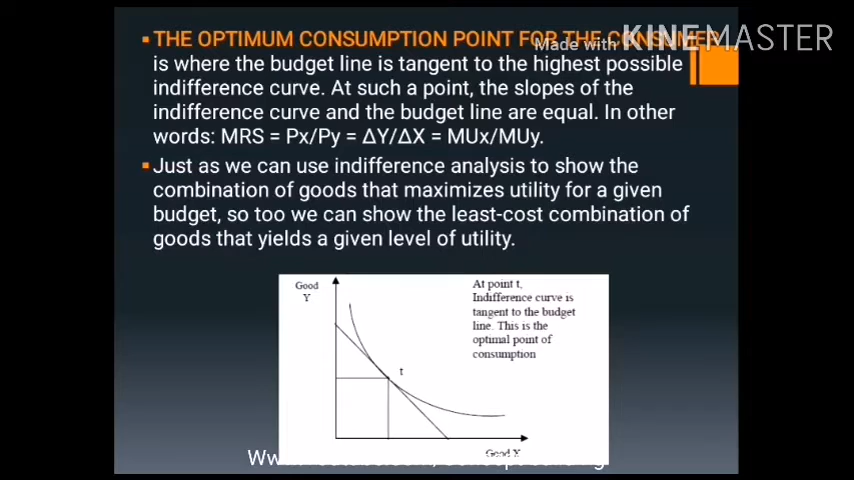 THE OPTIMUM CONSUMPTION POINT FOR THE CONSUMER
Made with KINEMASTER
is where the budget line is tangent to the highest possible
indifference curve. At such a point, the slopes of the
indifference curve and the budget line are equal. In other
words: MRS = Px/Py = ΔY/ΔX = MUx/MUy.
Just as we can use indifference analysis to show the
combination of goods that maximizes utility for a given
budget, so too we can show the least-cost combination of
goods that yields a given level of utility.
Good
Y
At point t,
Indifference curve is
tangent to the budget
line. This is the
optimal point of
consumption
t
Good X